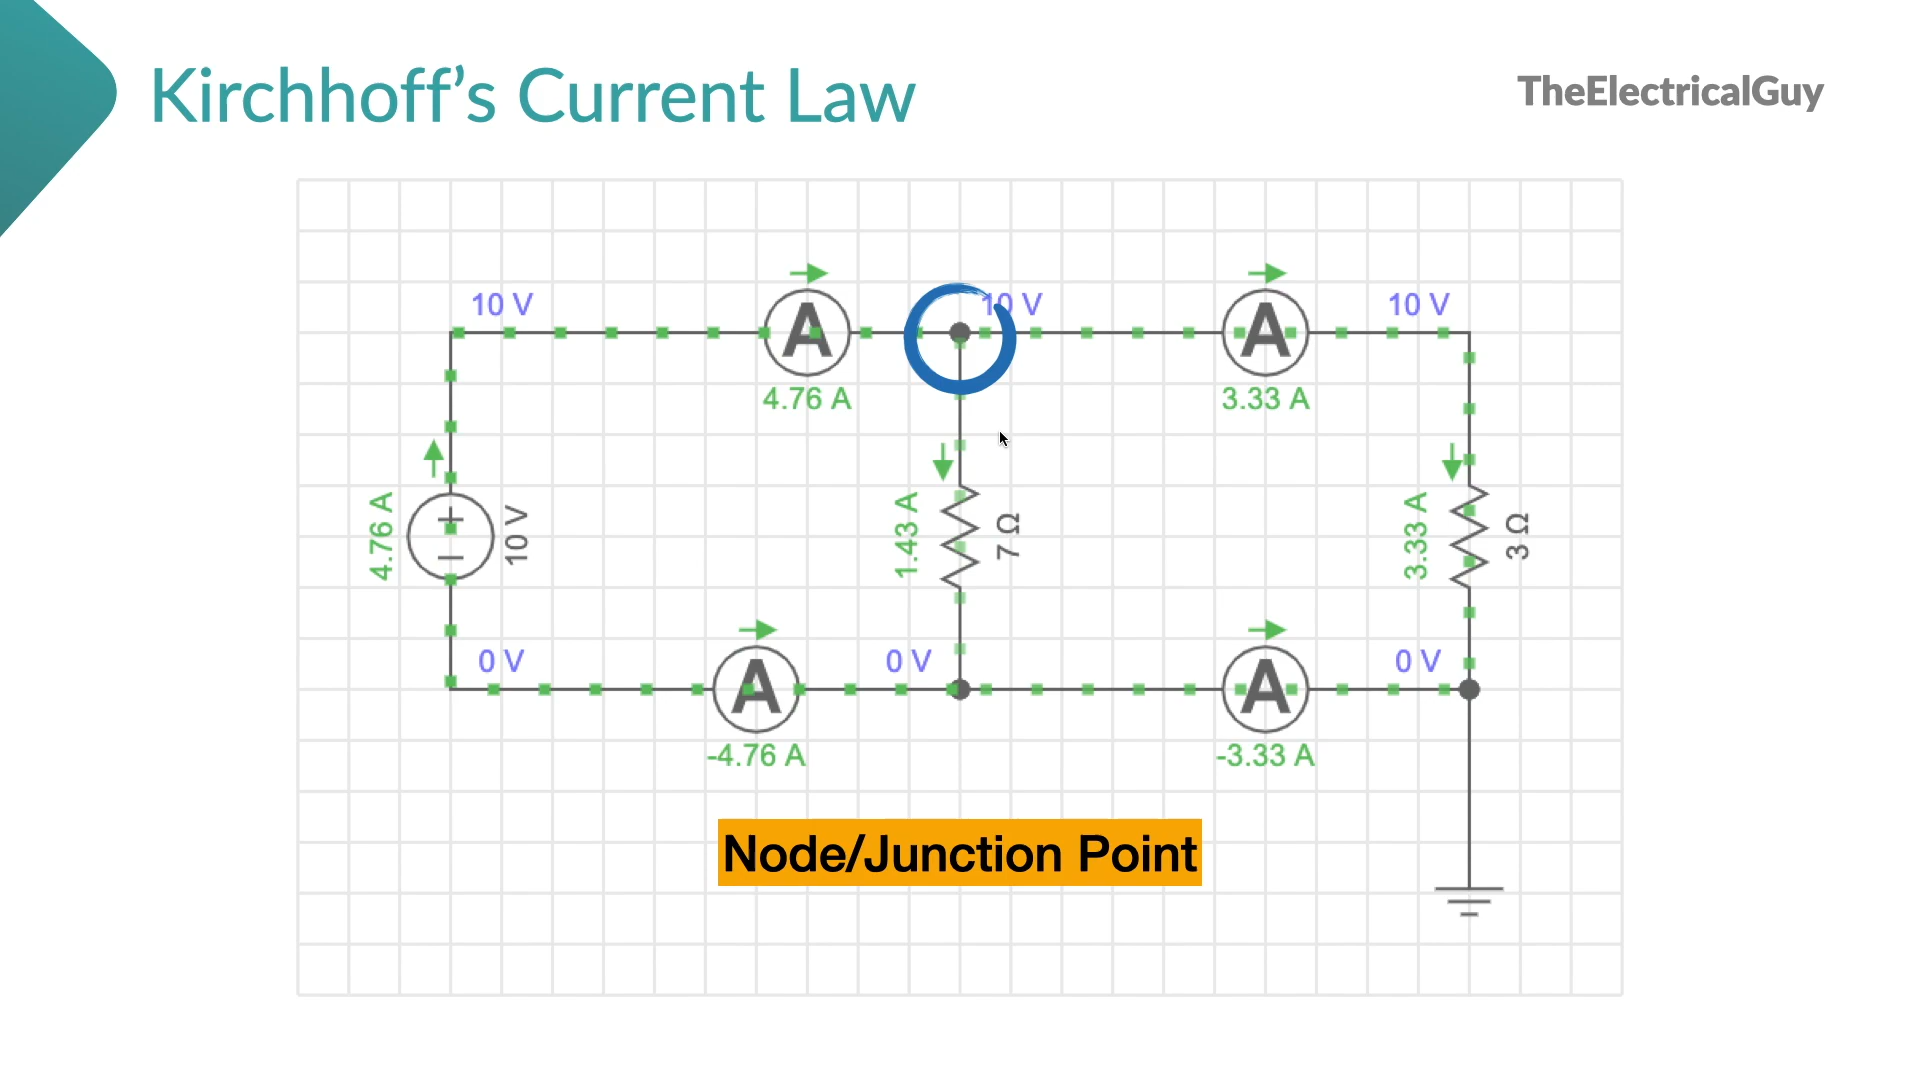 Kirchhoff's Current Law
TheElectricalGuy
10 V
10 V
10 V
A
A
4.76 A
3.33 A
4.76 A
+
−
10 V
1.43 A
7 Ω
3.33 A
3 Ω
0 V
0 V
0 V
A
A
-4.76 A
-3.33 A
Node/Junction Point